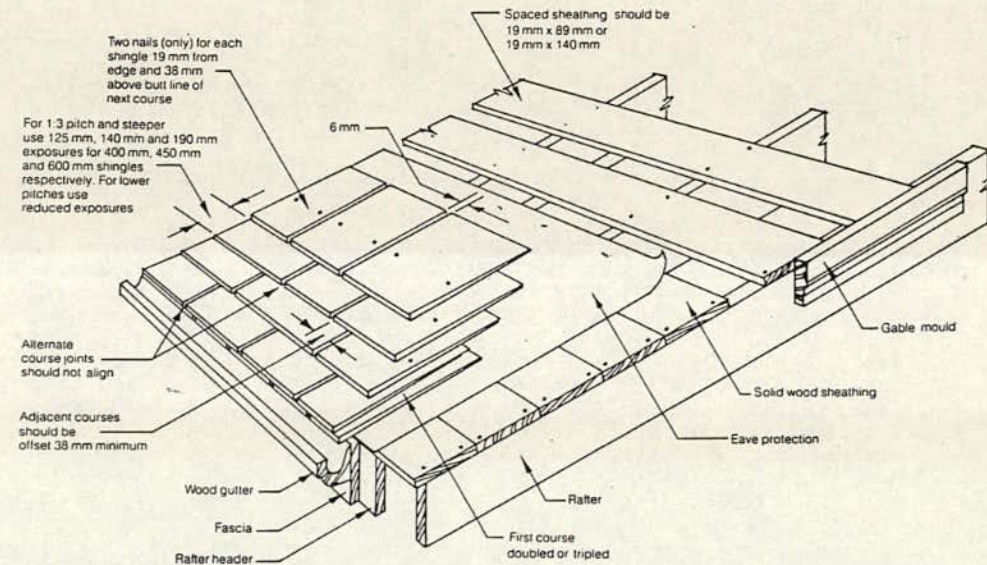 Spaced sheathing should be
19 mm x 89 mm or
19 mm x 140 mm
Two nails (only) for each
shingle 19 mm from
edge and 38 mm
above butt line of
next course
For 1:3 pitch and steeper
use 125 mm, 140 mm and 190 mm
exposures for 400 mm, 450 mm
and 600 mm shingles
respectively. For lower
pitches use
reduced exposures
6 mm
Alternate
course joints
should not align
Adjacent courses
should be
offset 38 mm minimum
Wood gutter
Fascia
Rafter header
First course
doubled or tripled
Rafter
Eave protection
Solid wood sheathing
Gable mould